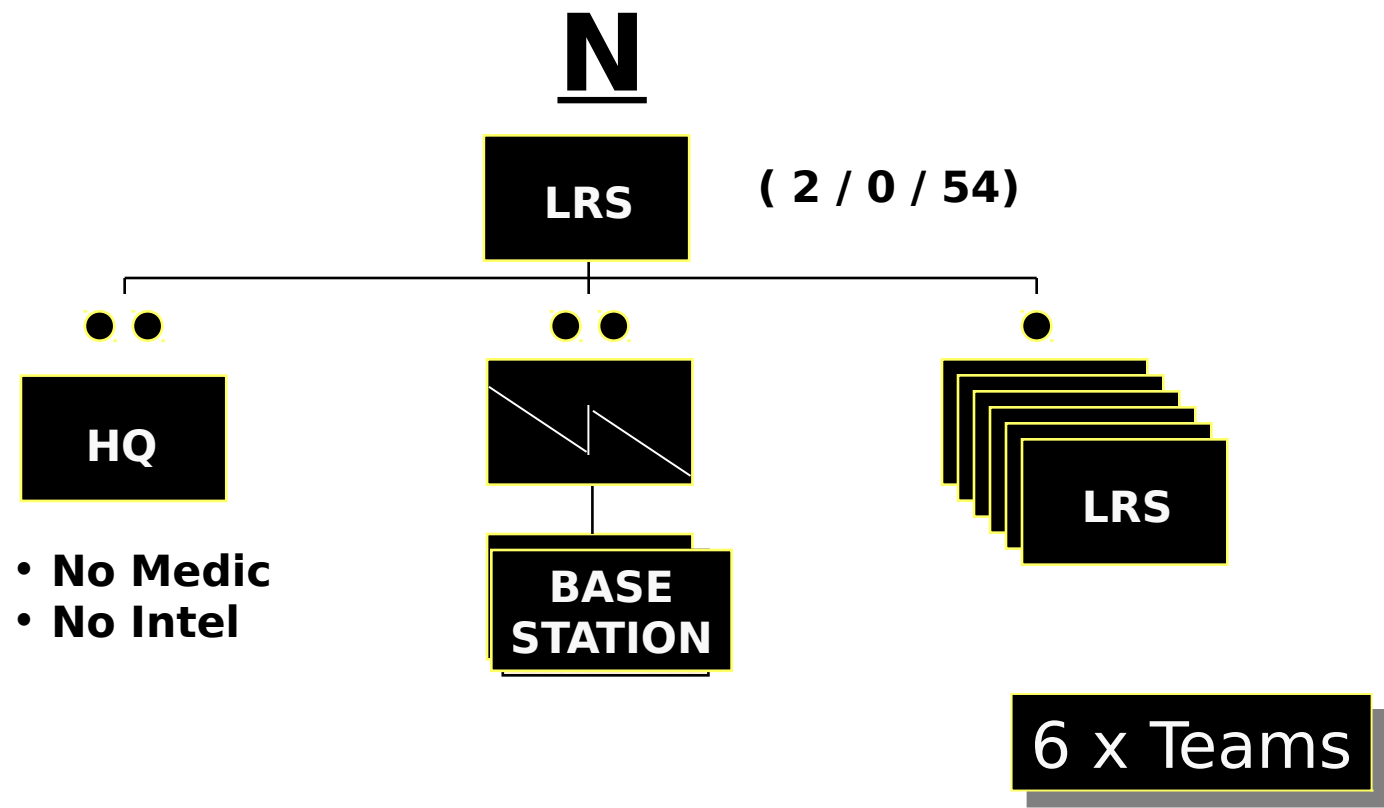 N
LRS
( 2 / 0 / 54)
HQ
LRS
• No Medic
• No Intel
BASE
STATION
6 x Teams